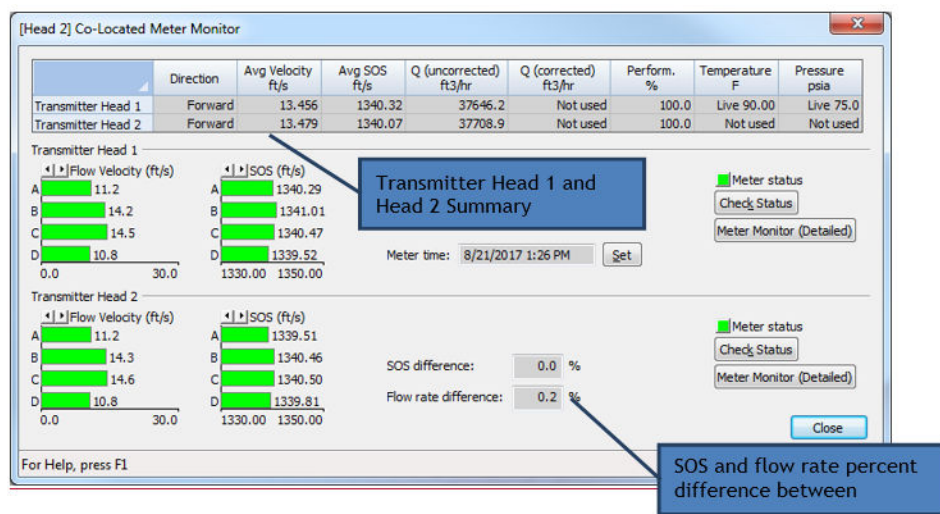 [Head 2] Co-Located Meter Monitor
Direction Avg Velocity ft/s Avg SOS ft/s Q (uncorrected) ft3/hr Q (corrected) ft3/hr Perform. % Temperature F Pressure psia
Transmitter Head 1 Forward 13.456 1340.32 37646.2 Not used 100.0 Live 90.00 Live 75.0
Transmitter Head 2 Forward 13.479 1340.07 37708.9 Not used 100.0 Not used Not used
Transmitter Head 1
Flow Velocity (ft/s) SOS (ft/s)
A 11.2 A 1340.29
B 14.2 B 1341.01
C 14.5 C 1340.47
D 10.8 D 1339.52
0.0 30.0 1330.00 1350.00
Transmitter Head 1 and
Head 2 Summary
Meter time: 8/21/2017 1:26 PM Set
Meter status
Check Status
Meter Monitor (Detailed)
Transmitter Head 2
Flow Velocity (ft/s) SOS (ft/s)
A 11.2 A 1339.51
B 14.3 B 1340.46
C 14.6 C 1340.50
D 10.8 D 1339.81
0.0 30.0 1330.00 1350.00
SOS difference: 0.0 %
Flow rate difference: 0.2 %
Meter status
Check Status
Meter Monitor (Detailed)
Close
For Help, press F1
SOS and flow rate percent
difference between